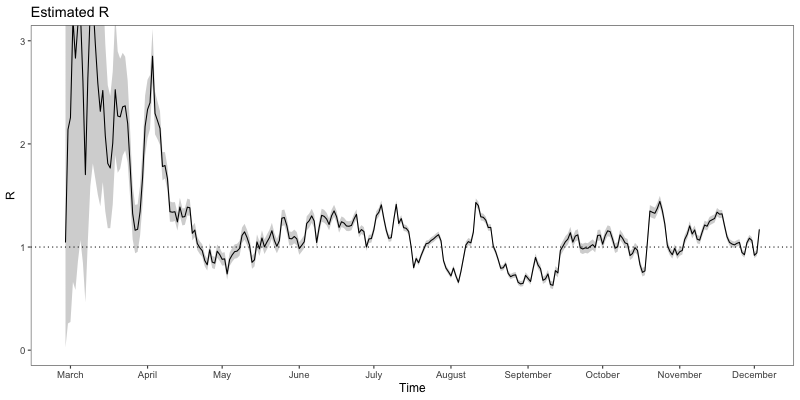 Estimated R
3
2
1
0
R
March April May June July August September October November December
Time